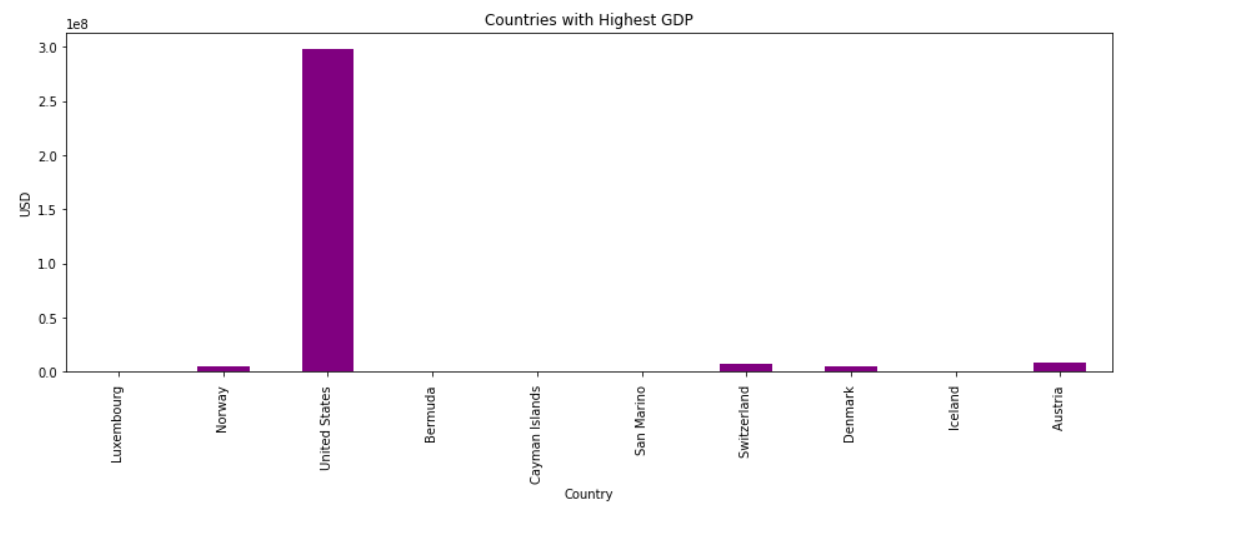 Countries with Highest GDP
1e8
3.0
2.5
2.0
1.5
1.0
0.5
0.0
USD
Luxembourg
Norway
United States
Bermuda
Cayman Islands
San Marino
Switzerland
Denmark
Iceland
Austria
Country